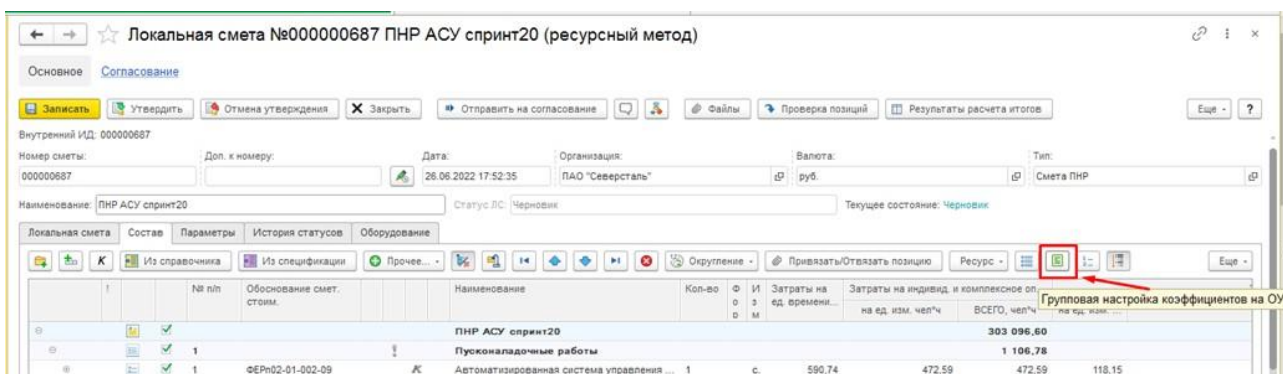 Локальная смета №000000687 ПНР АСУ спринт20 (ресурсный метод)
Основное Согласование
Записать Утвердить Отмена утверждения Закрыть Отправить на согласование Файлы Проверка позиций Результаты расчета итогов Еще ?
Внутренний ИД: 000000687
Номер сметы: Доп. к номеру: Дата: Организация: Валюта: Тип:
000000687 26.06.2022 17:52:35 ПАО "Северсталь" руб. Смета ПНР
Наименование: ПНР АСУ спринт20 Статус ЛС: Черновик Текущее состояние: Черновик
Локальная смета Состав Параметры История статусов Оборудование
К Из справочника Из спецификации Прочее... Округление Привязать/Отвязать позицию Ресурс Еще
! № п/п Обоснование смет. Наименование Кол-во Ф И Затраты на Затраты на индивид. и комплексное оп
стоим. о з ед. времени... Групповая настройка коэффициентов на ОУ
р м на ед. изм. чел*ч ВСЕГО, чел*ч на ед. изм. ...
ПНР АСУ спринт20 303 096,60
1 Пусконаладочные работы 1 106,78
1 ФЕРп02-01-002-09 К Автоматизированная система управления ... 1 с. 590,74 472,59 472,59 118,15